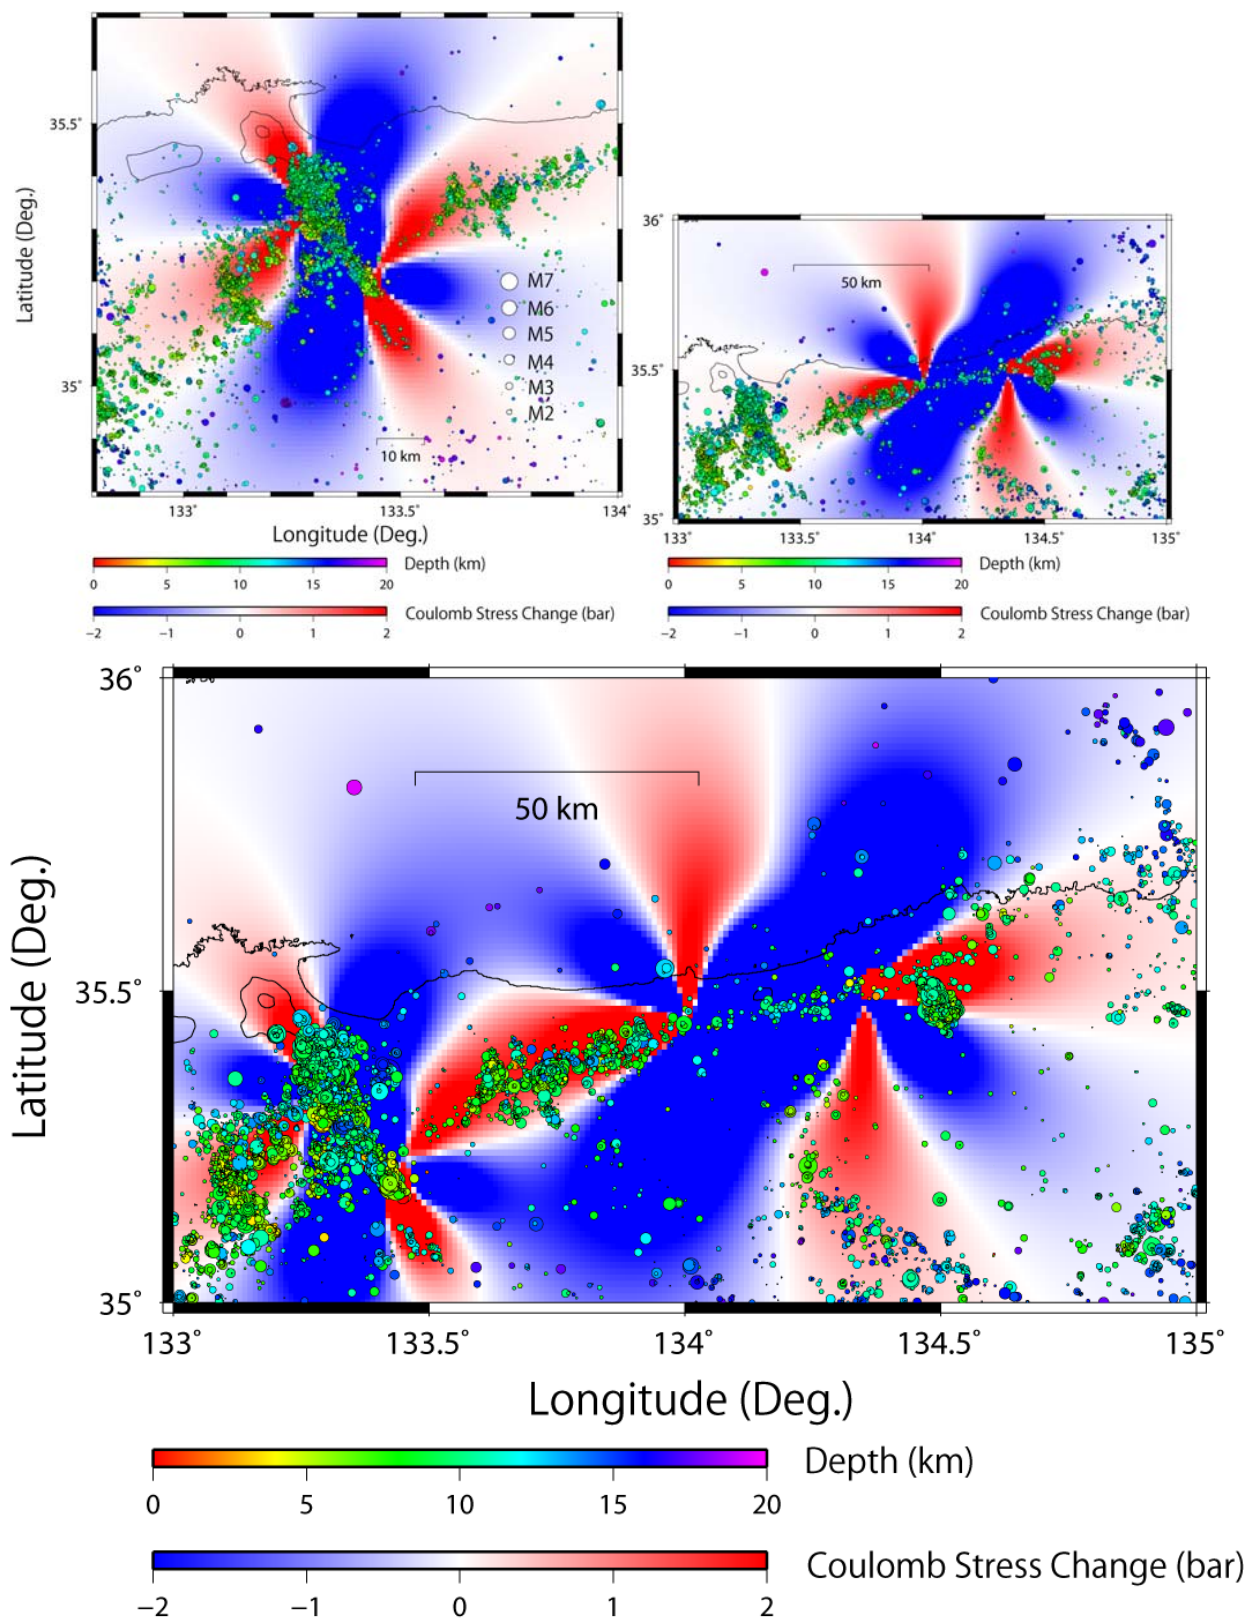 35.5˚
35˚
Latitude (Deg.)
M7
M6
M5
M4
M3
M2
10 km
133˚
133.5˚
134˚
Longitude (Deg.)
0 5 10 15 20
Depth (km)
−2 −1 0 1 2
Coulomb Stress Change (bar)
36˚
35.5˚
35˚
50 km
133˚ 133.5˚ 134˚ 134.5˚ 135˚
0 5 10 15 20
Depth (km)
−2 −1 0 1 2
Coulomb Stress Change (bar)
36˚
35.5˚
35˚
Latitude (Deg.)
50 km
133˚ 133.5˚ 134˚ 134.5˚ 135˚
Longitude (Deg.)
Depth (km)
0 5 10 15 20
Coulomb Stress Change (bar)
−2 −1 0 1 2